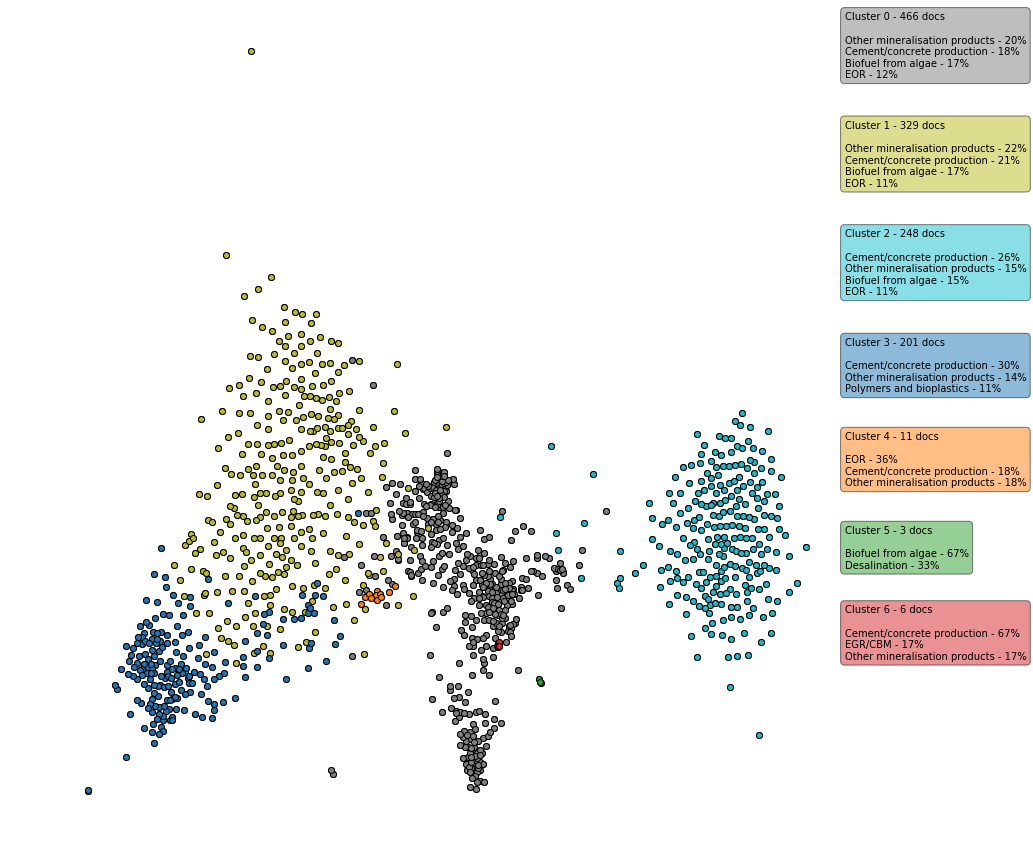 Cluster 0 - 466 docs
Other mineralisation products - 20%
Cement/concrete production - 18%
Biofuel from algae - 17%
EOR - 12%
Cluster 1 - 329 docs
Other mineralisation products - 22%
Cement/concrete production - 21%
Biofuel from algae - 17%
EOR - 11%
Cluster 2 - 248 docs
Cement/concrete production - 26%
Other mineralisation products - 15%
Biofuel from algae - 15%
EOR - 11%
Cluster 3 - 201 docs
Cement/concrete production - 30%
Other mineralisation products - 14%
Polymers and bioplastics - 11%
Cluster 4 - 11 docs
EOR - 36%
Cement/concrete production - 18%
Other mineralisation products - 18%
Cluster 5 - 3 docs
Biofuel from algae - 67%
Desalination - 33%
Cluster 6 - 6 docs
Cement/concrete production - 67%
EGR/CBM - 17%
Other mineralisation products - 17%